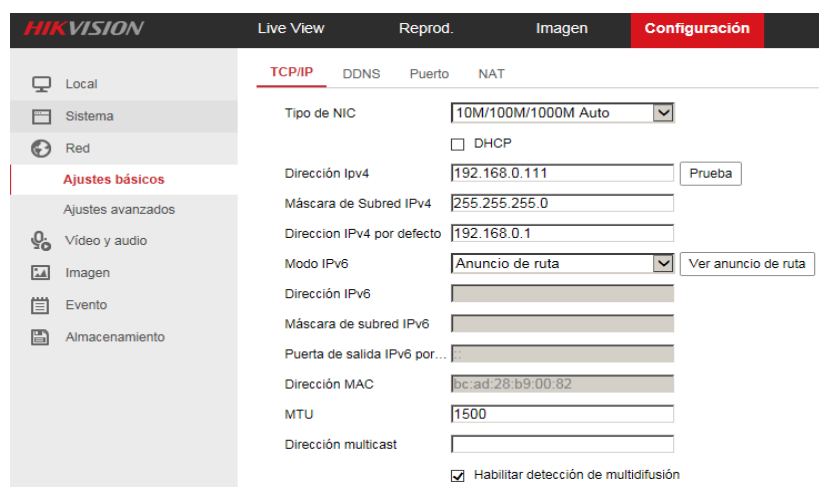 HIKVISION
Live View Reprod. Imagen Configuración
TCP/IP DDNS Puerto NAT
Local
Sistema
Red
Ajustes básicos
Ajustes avanzados
Vídeo y audio
Imagen
Evento
Almacenamiento
Tipo de NIC 10M/100M/1000M Auto
DHCP
Dirección Ipv4 192.168.0.111 Prueba
Máscara de Subred IPv4 255.255.255.0
Direccion IPv4 por defecto 192.168.0.1
Modo IPv6 Anuncio de ruta Ver anuncio de ruta
Dirección IPv6
Máscara de subred IPv6
Puerta de salida IPv6 por... ::
Dirección MAC bc:ad:28:b9:00:82
MTU 1500
Dirección multicast
Habilitar detección de multidifusión